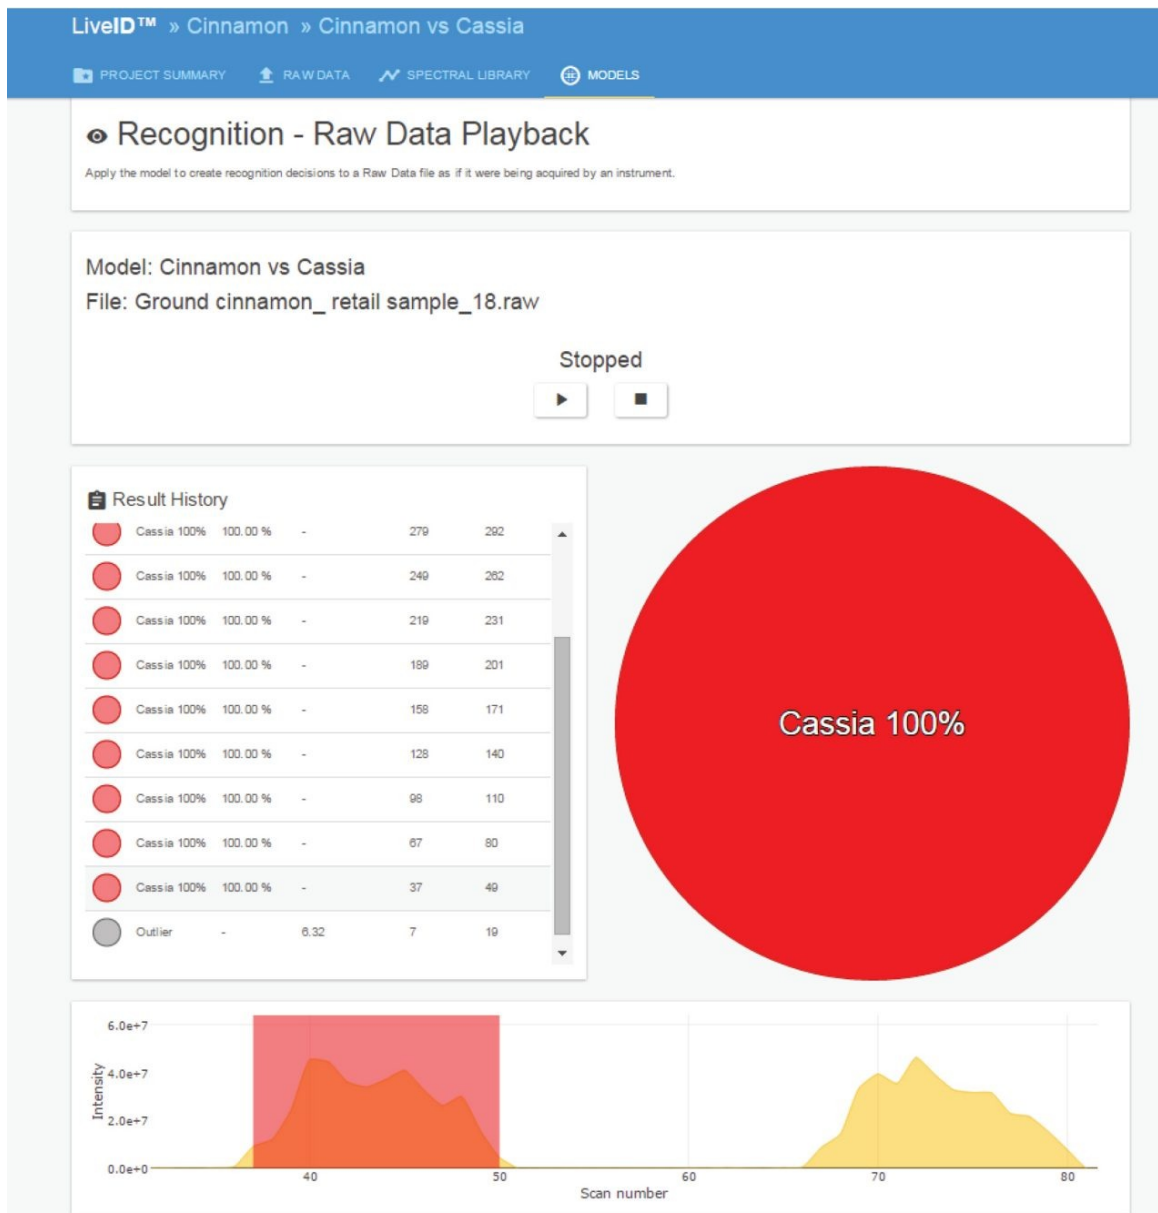 LiveID™ » Cinnamon » Cinnamon vs Cassia
PROJECT SUMMARY RAW DATA SPECTRAL LIBRARY MODELS
Recognition - Raw Data Playback
Apply the model to create recognition decisions to a Raw Data file as if it were being acquired by an instrument.
Model: Cinnamon vs Cassia
File: Ground cinnamon_ retail sample_18.raw
Stopped
Result History
Cassia 100% 100.00 % - 279 292
Cassia 100% 100.00 % - 249 262
Cassia 100% 100.00 % - 219 231
Cassia 100% 100.00 % - 189 201
Cassia 100% 100.00 % - 158 171
Cassia 100% 100.00 % - 128 140
Cassia 100% 100.00 % - 98 110
Cassia 100% 100.00 % - 67 80
Cassia 100% 100.00 % - 37 49
Outlier - 6.32 7 19
Cassia 100%
6.0e+7
4.0e+7
2.0e+7
0.0e+0
Intensity
40 50 60 70 80
Scan number